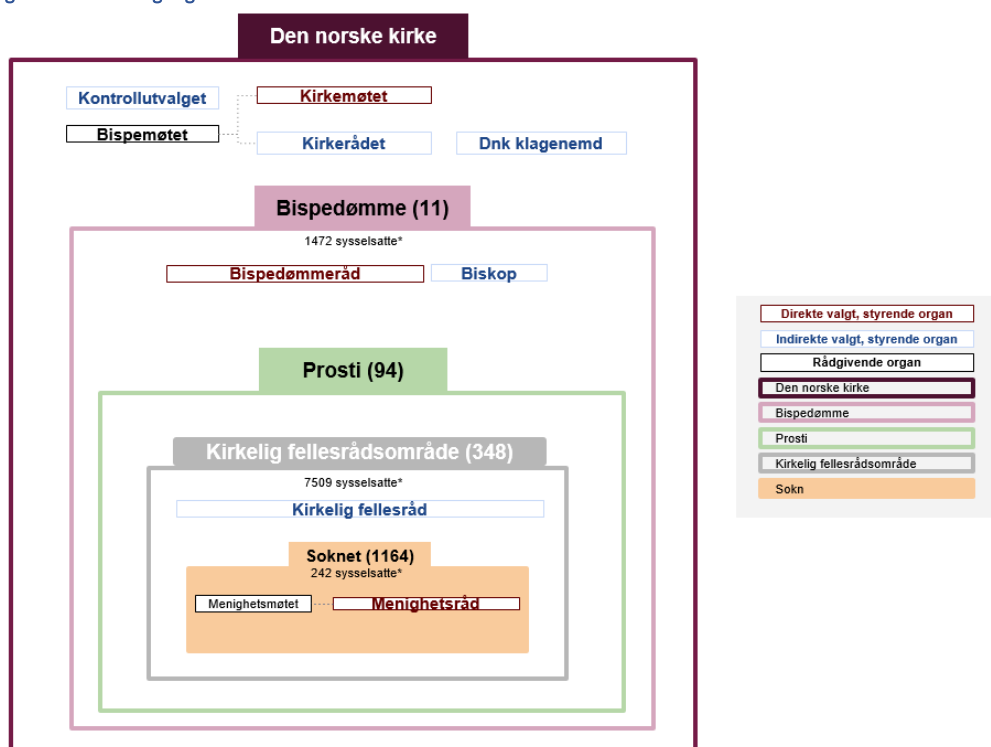 Den norske kirke
Kontrollutvalget
Kirkemøtet
Bispemøtet
Kirkerådet
Dnk klagenemd
Bispedømme (11)
1472 sysselsatte*
Bispedømmeråd
Biskop
Prosti (94)
Kirkelig fellesrådsområde (348)
7509 sysselsatte*
Kirkelig fellesråd
Soknet (1164)
242 sysselsatte*
Menighetsmøtet
Menighetsråd
Direkte valgt, styrende organ
Indirekte valgt, styrende organ
Rådgivende organ
Den norske kirke
Bispedømme
Prosti
Kirkelig fellesrådsområde
Sokn